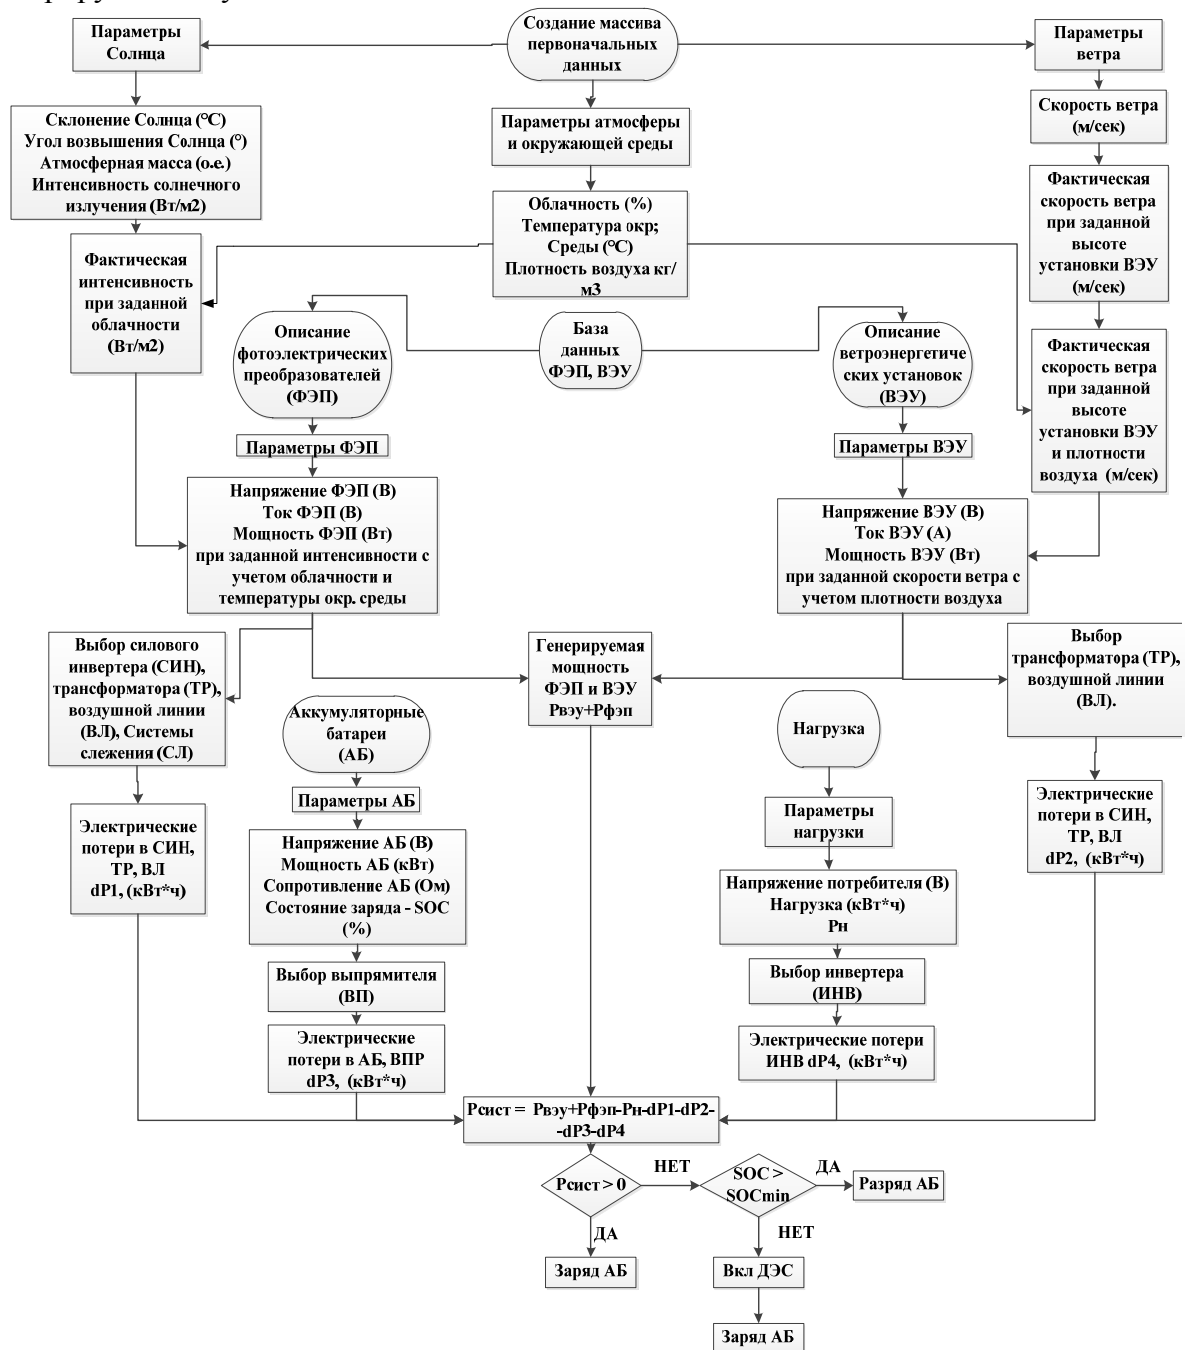 Создание массива
первоначальных
данных
Параметры
Солнца
Параметры
ветра
Склонение Солнца (°С)
Угол возвышения Солнца (°)
Атмосферная масса (о.е.)
Интенсивность солнечного
излучения (Вт/м2)
Параметры атмосферы
и окружающей среды
Скорость ветра
(м/сек)
Облачность (%)
Температура окр;
Среды (°С)
Плотность воздуха кг/
м3
Фактическая
скорость ветра
при заданной
высоте
установки ВЭУ
(м/сек)
Фактическая
интенсивность
при заданной
облачности
(Вт/м2)
Описание
фотоэлектрических
преобразователей
(ФЭП)
База
данных
ФЭП, ВЭУ
Описание
ветроэнергетиче
ских установок
(ВЭУ)
Фактическая
скорость ветра
при заданной
высоте
установки ВЭУ
и плотности
воздуха (м/сек)
Параметры ФЭП
Параметры ВЭУ
Напряжение ФЭП (В)
Ток ФЭП (В)
Мощность ФЭП (Вт)
при заданной интенсивности с
учетом облачности и
температуры окр. среды
Напряжение ВЭУ (В)
Ток ВЭУ (А)
Мощность ВЭУ (Вт)
при заданной скорости ветра с
учетом плотности воздуха
Выбор силового
инвертера (СИН),
трансформатора (ТР),
воздушной линии
(ВЛ), Системы
слежения (СЛ)
Генерируемая
мощность
ФЭП и ВЭУ
Рвэу+Рфэп
Выбор
трансформатора (ТР),
воздушной линии
(ВЛ).
Аккумуляторные
батареи
(АБ)
Нагрузка
Параметры АБ
Параметры
нагрузки
Электрические
потери в СИН,
ТР, ВЛ
dP1, (кВт*ч)
Электрические
потери в СИН,
ТР, ВЛ
dP2, (кВт*ч)
Напряжение АБ (В)
Мощность АБ (кВт)
Сопротивление АБ (Ом)
Состояние заряда - SOC
(%)
Напряжение потребителя (В)
Нагрузка (кВт*ч)
Рн
Выбор выпрямителя
(ВП)
Выбор инвертера
(ИНВ)
Электрические
потери в АБ, ВПР
dP3, (кВт*ч)
Электрические потери
ИНВ dP4, (кВт*ч)
Рсист = Рвэу+Рфэп-Рн-dP1-dP2-
-dP3-dP4
Рсист > 0
НЕТ
SOC >
SOCmin
ДА
Разряд АБ
ДА
НЕТ
Заряд АБ
Вкл ДЭС
Заряд АБ